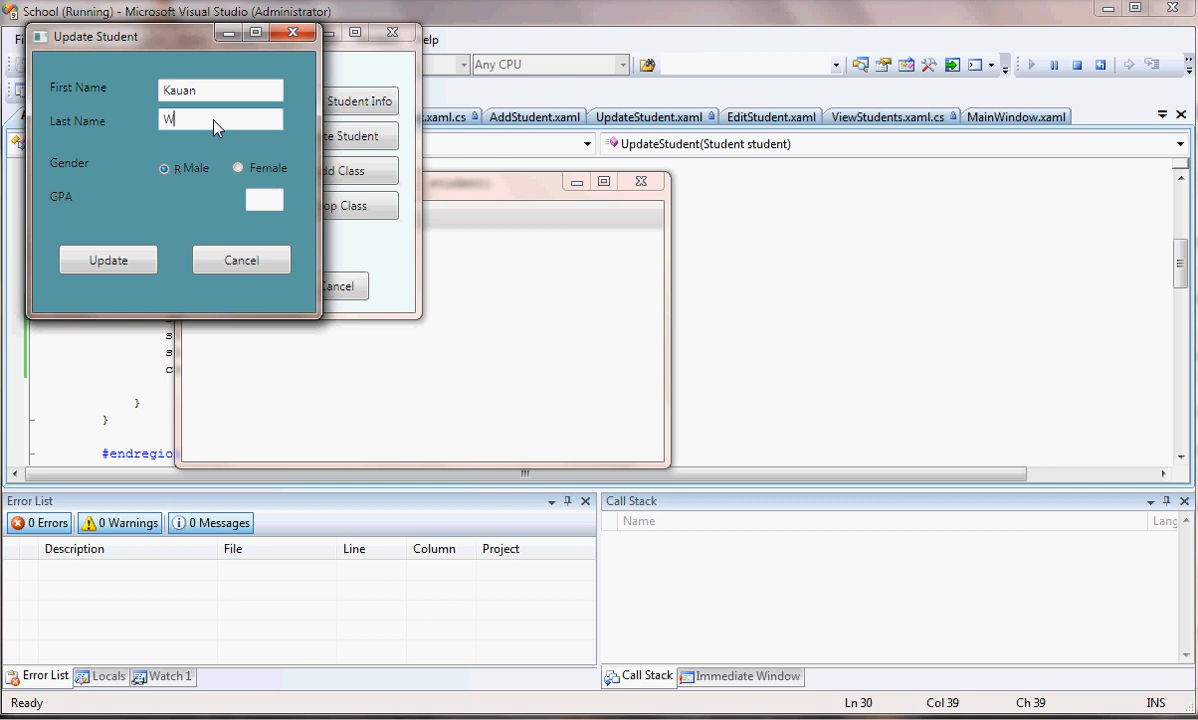 School (Running) - Microsoft Visual Studio (Administrator)
Update Student
elp
Any CPU
First Name
Kauan
Last Name
W
Gender
R Male
Female
GPA
Update
Cancel
Student Info
te Student
dd Class
op Class
ancel
.xaml.cs
AddStudent.xaml
UpdateStudent.xaml
EditStudent.xaml
ViewStudents.xaml.cs
MainWindow.xaml
UpdateStudent(Student student)
}
}
#endregio
Error List
0 Errors
0 Warnings
0 Messages
Description
File
Line
Column
Project
Call Stack
Name
Lang
Error List
Locals
Watch 1
Call Stack
Immediate Window
Ready
Ln 30
Col 39
Ch 39
INS